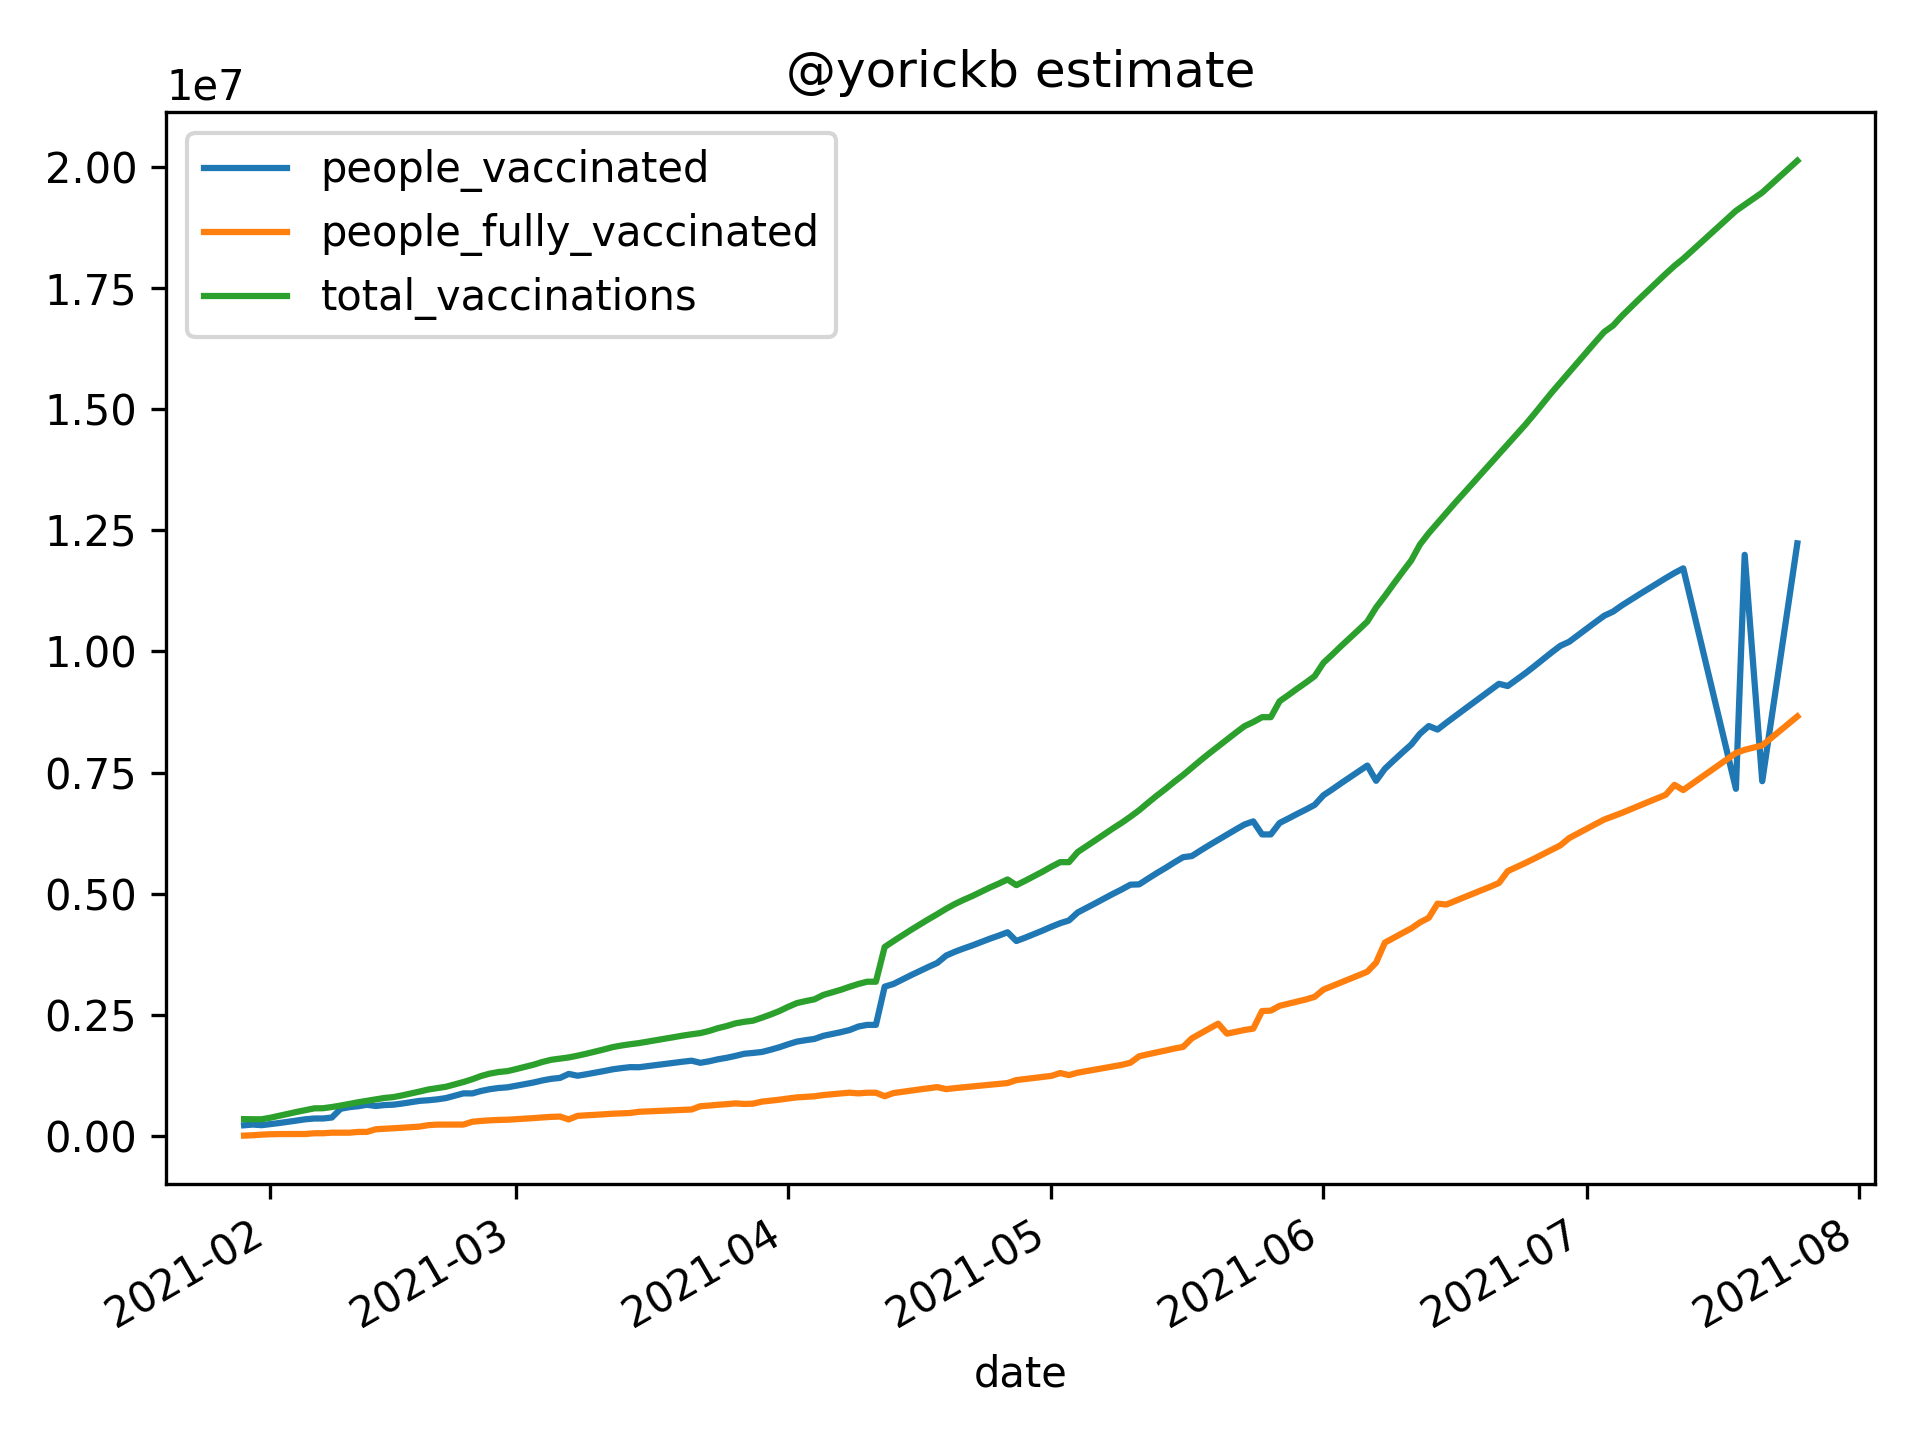 @yorickb estimate
1e7
people_vaccinated
people_fully_vaccinated
total_vaccinations
2.00
1.75
1.50
1.25
1.00
0.75
0.50
0.25
0.00
2021-02
2021-03
2021-04
2021-05
2021-06
2021-07
2021-08
date